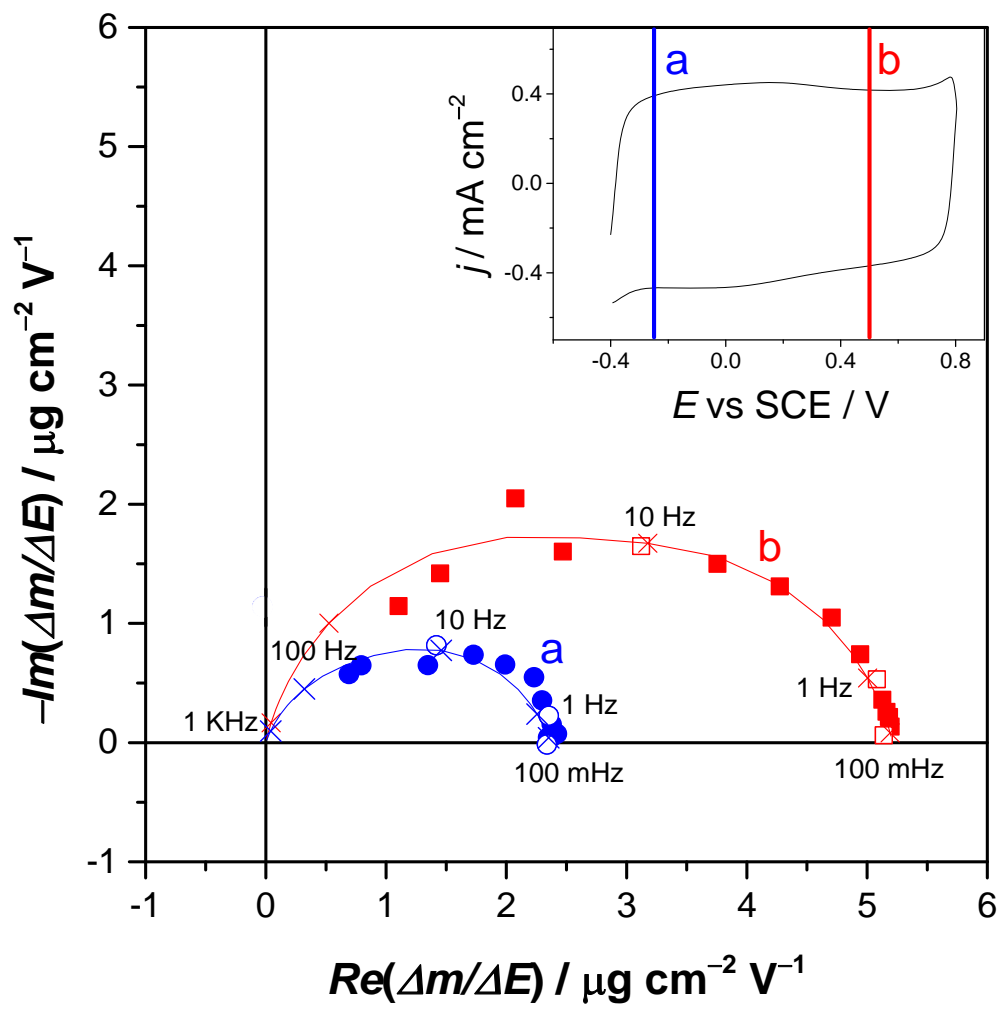 6
5
4
3
2
1
0
-1
-1
0
1
2
3
4
5
6
–Im(Δm/ΔE) / μg cm⁻² V⁻¹
Re(Δm/ΔE) / μg cm⁻² V⁻¹
a
b
0.4
0.0
-0.4
-0.4
0.0
0.4
0.8
j / mA cm⁻²
E vs SCE / V
10 Hz
b
10 Hz
100 Hz
a
1 Hz
1 KHz
1 Hz
100 mHz
100 mHz